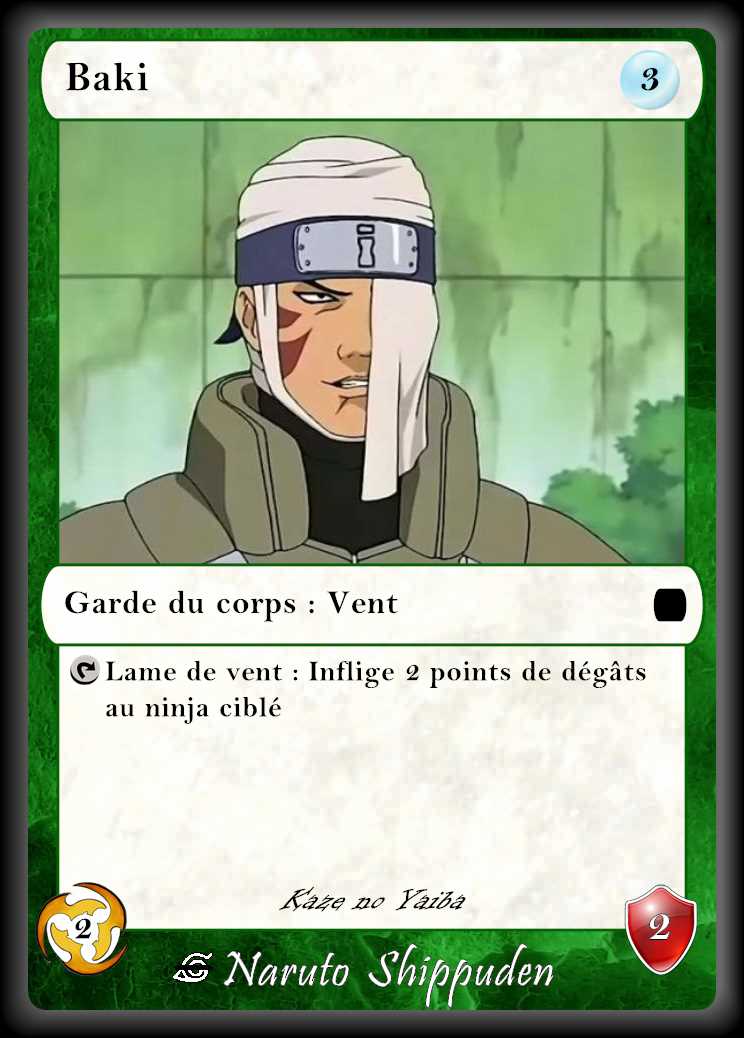 Baki
3
Garde du corps : Vent
Lame de vent : Inflige 2 points de dégâts
au ninja ciblé
Kaze no Yaiba
2
2
Naruto Shippuden